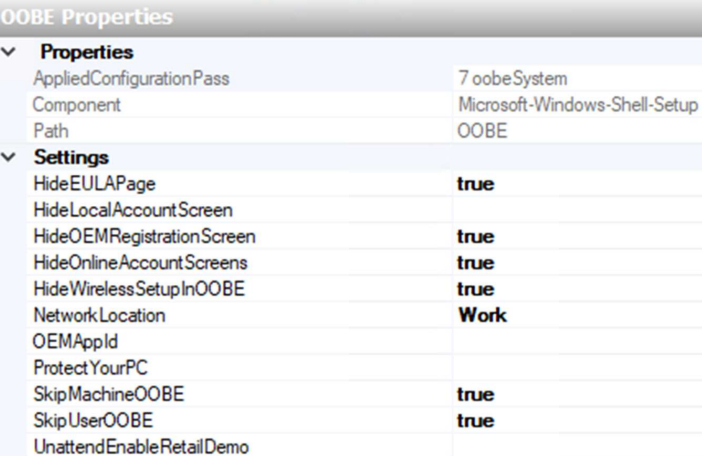 OOBE Properties
Properties
AppliedConfigurationPass 7 oobeSystem
Component Microsoft-Windows-Shell-Setup
Path OOBE
Settings
HideEULAPage true
HideLocalAccountScreen
HideOEMRegistrationScreen true
HideOnlineAccountScreens true
HideWirelessSetupInOOBE true
NetworkLocation Work
OEMAppId
ProtectYourPC
SkipMachineOOBE true
SkipUserOOBE true
UnattendEnableRetailDemo